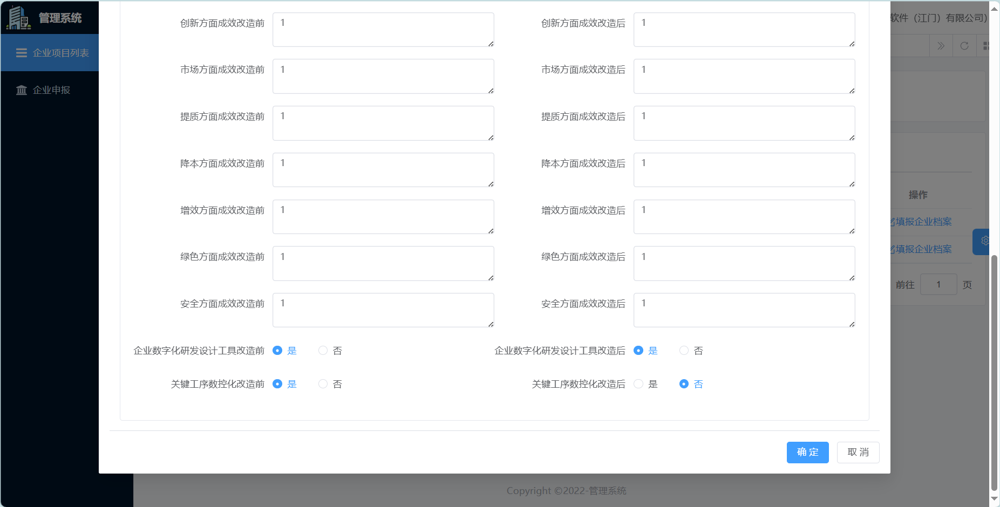 管理系统
软件（江门）有限公司)
企业项目列表
企业申报
创新方面成效改造前 1 创新方面成效改造后 1
市场方面成效改造前 1 市场方面成效改造后 1
提质方面成效改造前 1 提质方面成效改造后 1
降本方面成效改造前 1 降本方面成效改造后 1
增效方面成效改造前 1 增效方面成效改造后 1
绿色方面成效改造前 1 绿色方面成效改造后 1
安全方面成效改造前 1 安全方面成效改造后 1
企业数字化研发设计工具改造前 是 否 企业数字化研发设计工具改造后 是 否
关键工序数控化改造前 是 否 关键工序数控化改造后 是 否
确 定 取 消
操作
填报企业档案
填报企业档案
前往 1 页
Copyright ©2022-管理系统